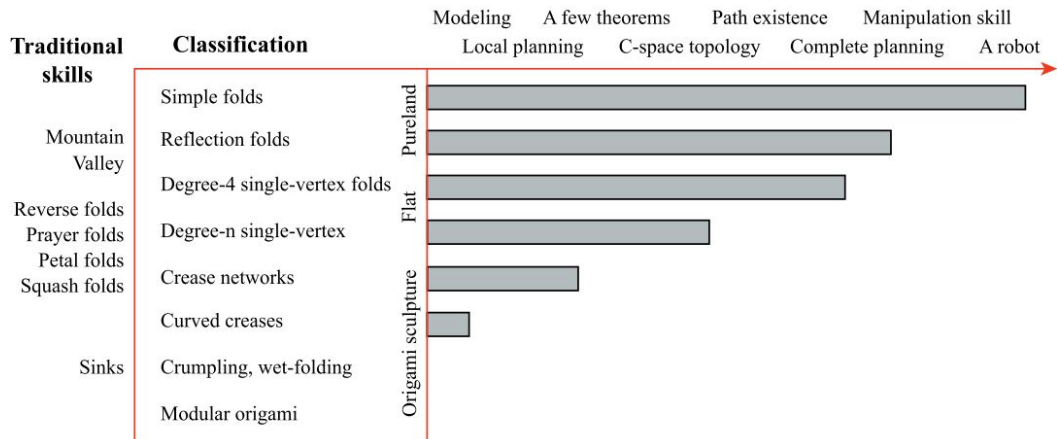 Modeling A few theorems Path existence Manipulation skill
Local planning C-space topology Complete planning A robot
Traditional
skills
Classification
Mountain
Valley
Reverse folds
Prayer folds
Petal folds
Squash folds
Sinks
Simple folds
Reflection folds
Degree-4 single-vertex folds
Degree-n single-vertex
Crease networks
Curved creases
Crumpling, wet-folding
Modular origami
Pureland
Flat
Origami sculpture